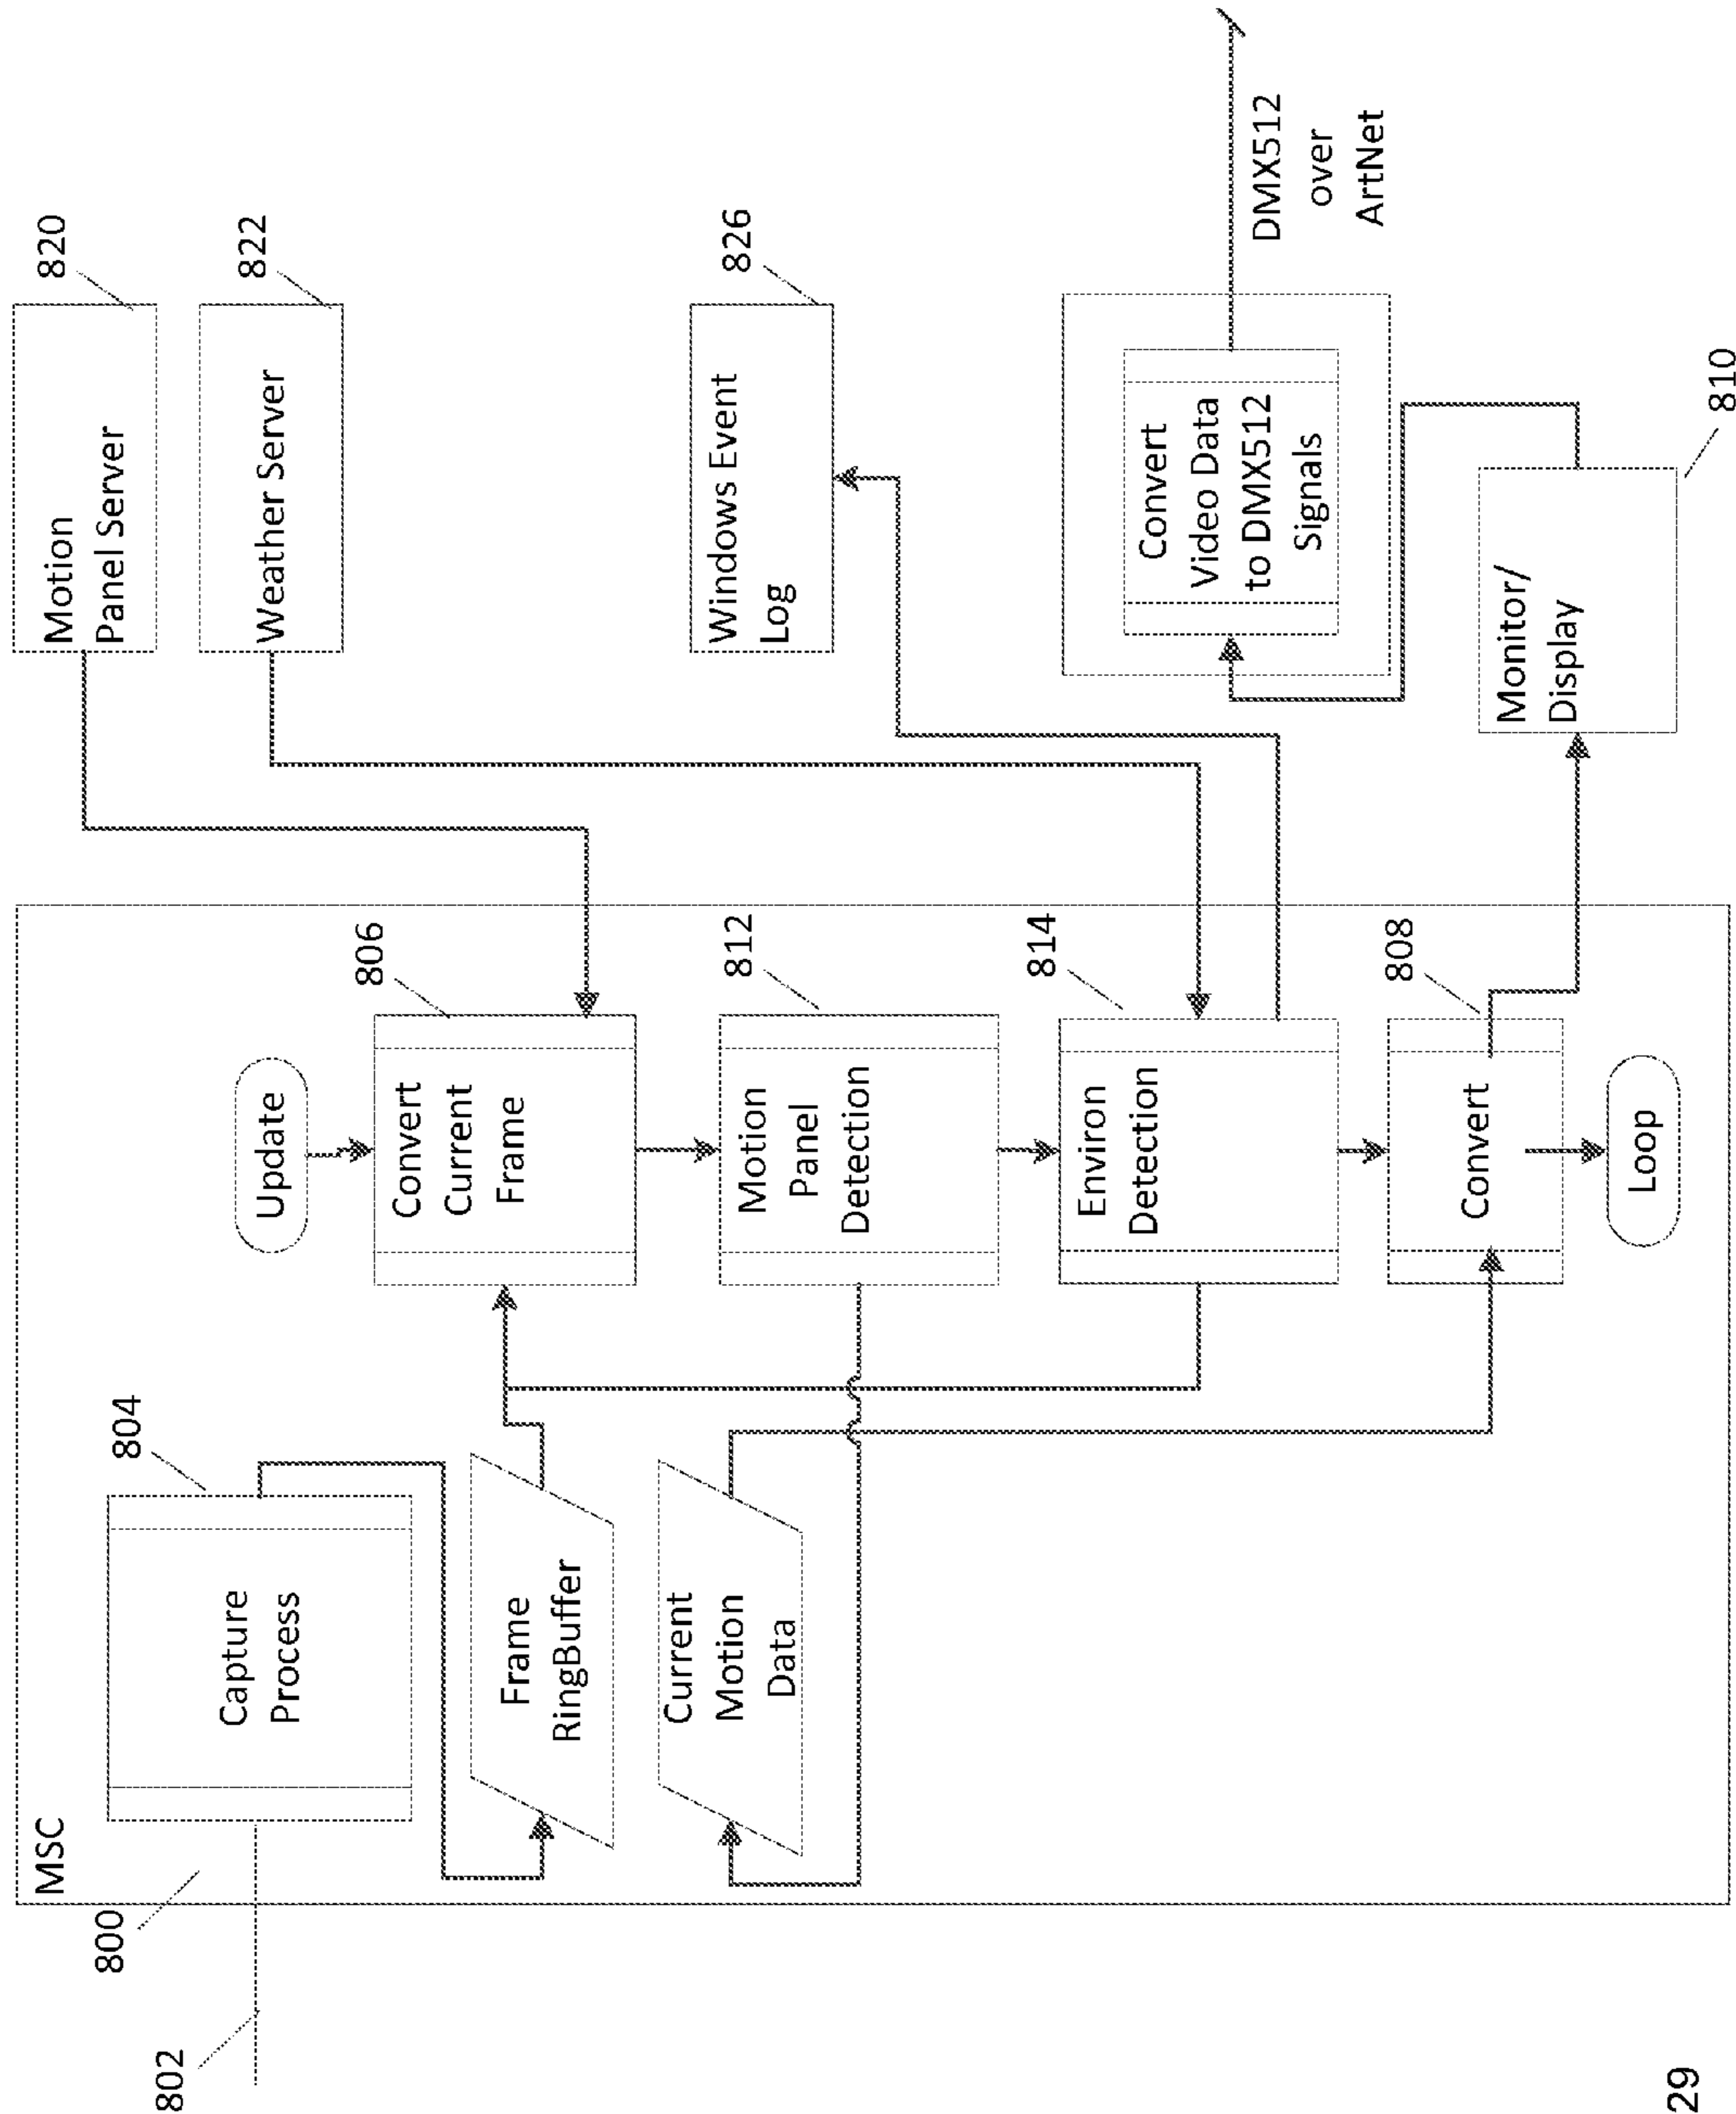 MSC
800
802
Capture
Process
804
Frame
RingBuffer
Current
Motion
Data
Update
Convert
Current
Frame
806
Motion
Panel
Detection
812
Environ
Detection
814
Convert
808
Loop
Motion
Panel Server
820
Weather Server
822
Windows Event
Log
826
Convert
Video Data
to DMX512
Signals
DMX512
over
ArtNet
Monitor/
Display
810
29